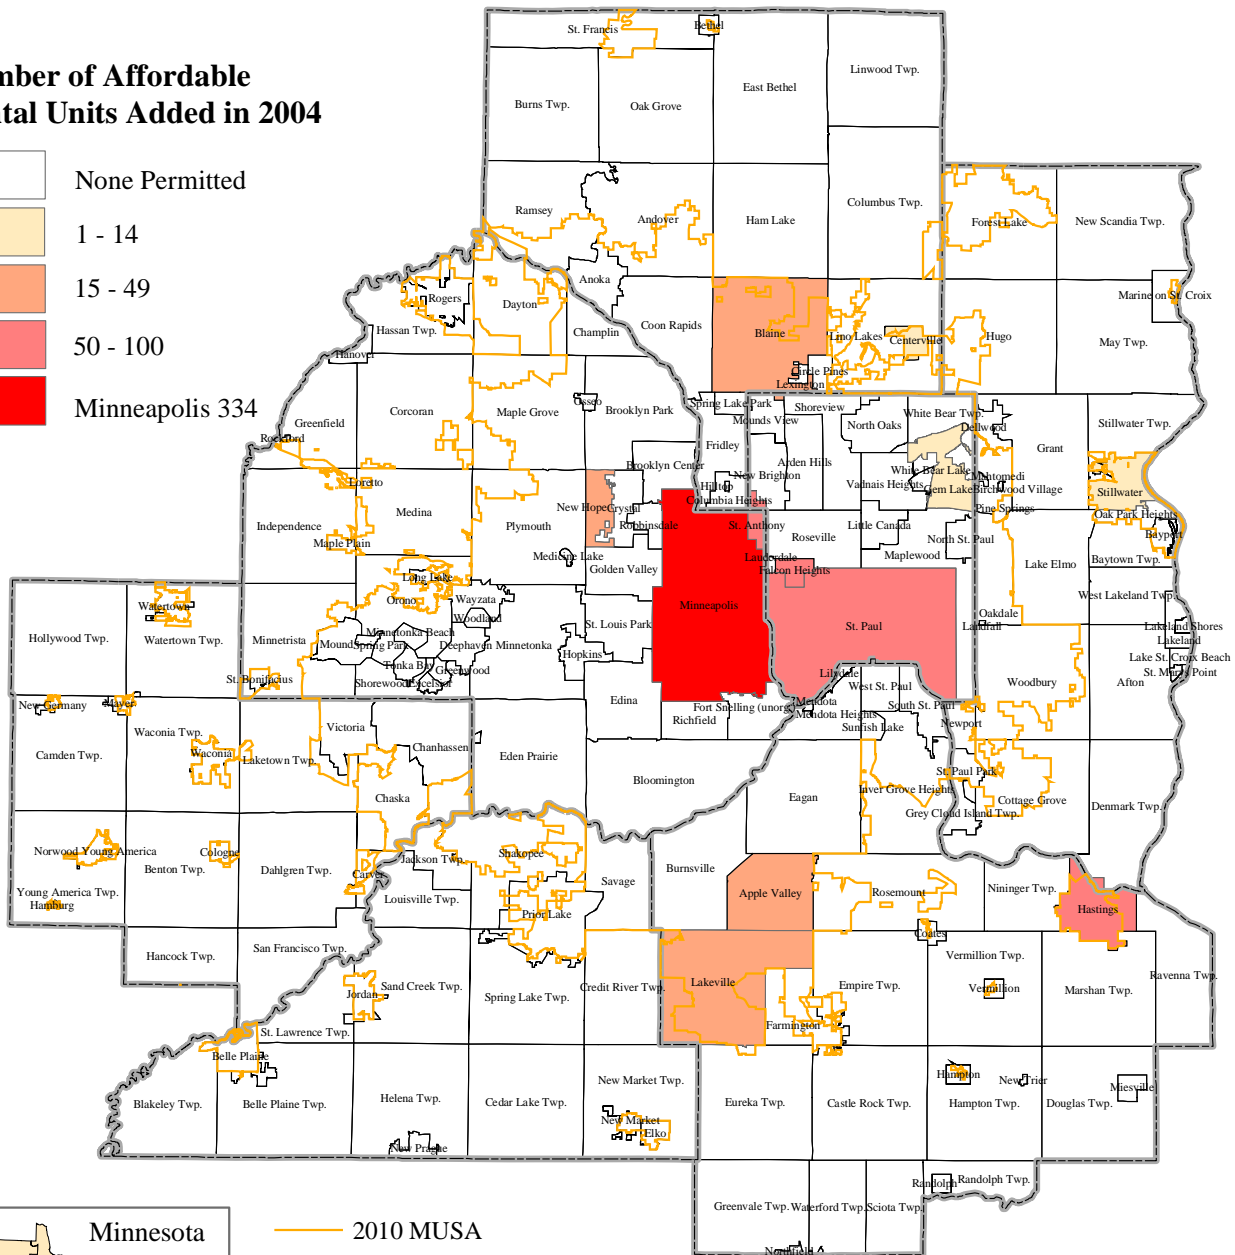 mber of Affordable
ntal Units Added in 2004
None Permitted
1 - 14
15 - 49
50 - 100
Minneapolis 334
St. Francis
Bethel
Linwood Twp.
East Bethel
Burns Twp.
Oak Grove
Ramsey
Andover
Ham Lake
Columbus Twp.
Forest Lake
New Scandia Twp.
Anoka
Rogers
Dayton
Marine on St. Croix
Hassan Twp.
Champlin
Coon Rapids
Blaine
Lino Lakes
Centerville
Hugo
May Twp.
Hanover
Circle Pines
Lexington
Osseo
Spring Lake Park
Shoreview
Corcoran
Maple Grove
Brooklyn Park
Mounds View
North Oaks
White Bear Twp.
Dellwood
Stillwater Twp.
Greenfield
Rockford
Fridley
Grant
Brooklyn Center
New Brighton
Arden Hills
White Bear Lake
Mahtomedi
Loretto
Hilltop
Vadnais Heights
Gem Lake
Birchwood Village
Stillwater
Columbia Heights
New Hope
Crystal
Pine Springs
Oak Park Heights
Independence
Medina
Plymouth
Robbinsdale
St. Anthony
Roseville
Little Canada
North St. Paul
Bayport
Maple Plain
Medicine Lake
Golden Valley
Lauderdale
Falcon Heights
Maplewood
Lake Elmo
Baytown Twp.
Long Lake
Orono
Wayzata
Woodland
Minneapolis
West Lakeland Twp.
Watertown
Hollywood Twp.
Watertown Twp.
Minnetrista
Mound
Spring Park
Minnetonka Beach
Deephaven
Minnetonka
St. Louis Park
Hopkins
St. Paul
Oakdale
Landfall
Lakeland Shores
Lakeland
Tonka Bay
Greenwood
Lake St. Croix Beach
St. Bonifacius
Shorewood
Excelsior
Lilydale
West St. Paul
Woodbury
Afton
St. Marys Point
New Germany
Mayer
Edina
Fort Snelling (unorg.)
Mendota
South St. Paul
Richfield
Mendota Heights
Newport
Sunfish Lake
Waconia Twp.
Victoria
Camden Twp.
Waconia
Laketown Twp.
Chanhassen
Eden Prairie
Bloomington
St. Paul Park
Chaska
Eagan
Inver Grove Heights
Cottage Grove
Grey Cloud Island Twp.
Denmark Twp.
Norwood Young America
Cologne
Benton Twp.
Dahlgren Twp.
Carver
Jackson Twp.
Shakopee
Savage
Burnsville
Young America Twp.
Hamburg
Louisville Twp.
Prior Lake
Apple Valley
Rosemount
Nininger Twp.
Hastings
Coates
Hancock Twp.
San Francisco Twp.
Vermillion Twp.
Jordan
Sand Creek Twp.
Spring Lake Twp.
Credit River Twp.
Lakeville
Empire Twp.
Vermillion
Marshan Twp.
Ravenna Twp.
St. Lawrence Twp.
Farmington
Belle Plaine
New Market Twp.
Hampton
New Trier
Miesville
Blakeley Twp.
Belle Plaine Twp.
Helena Twp.
Cedar Lake Twp.
Eureka Twp.
Castle Rock Twp.
Hampton Twp.
Douglas Twp.
New Market
Elko
New Prague
Randolph
Randolph Twp.
Greenvale Twp.
Waterford Twp.
Sciota Twp.
Northfield
Minnesota
2010 MUSA